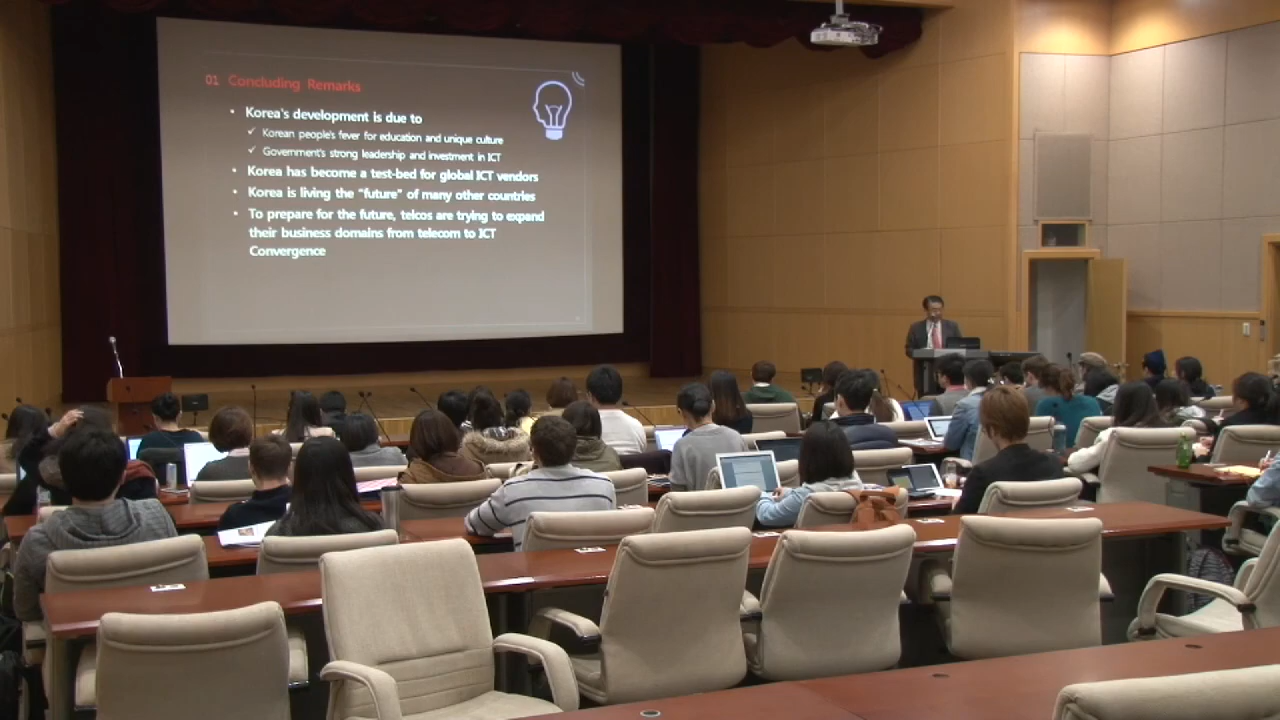 01 Concluding Remarks
• Korea's development is due to
✓ Korean people's fever for education and unique culture
✓ Government's strong leadership and investment in ICT
• Korea has become a test-bed for global ICT vendors
• Korea is living the "future" of many other countries
• To prepare for the future, telcos are trying to expand
their business domains from telecom to ICT
Convergence